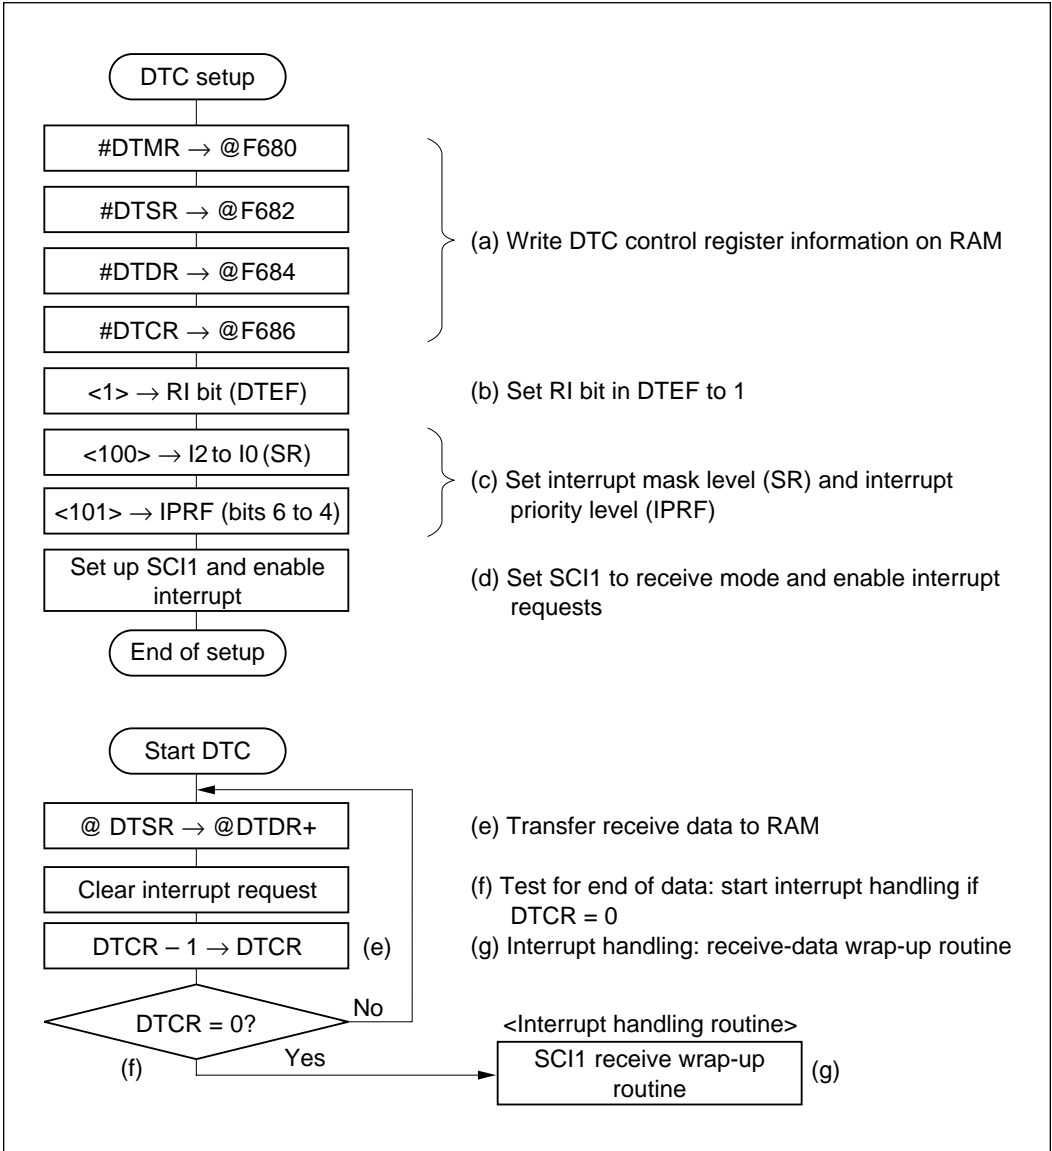 DTC setup
#DTMR → @F680
#DTSR → @F682
(a) Write DTC control register information on RAM
#DTDR → @F684
#DTCR → @F686
<1> → RI bit (DTEF)
(b) Set RI bit in DTEF to 1
<100> → I2 to I0 (SR)
(c) Set interrupt mask level (SR) and interrupt
priority level (IPRF)
<101> → IPRF (bits 6 to 4)
Set up SCI1 and enable
interrupt
(d) Set SCI1 to receive mode and enable interrupt
requests
End of setup
Start DTC
@ DTSR → @DTDR+
(e) Transfer receive data to RAM
Clear interrupt request
(f) Test for end of data: start interrupt handling if
DTCR = 0
DTCR – 1 → DTCR
(e)
(g) Interrupt handling: receive-data wrap-up routine
No
DTCR = 0?
<Interrupt handling routine>
(f)
Yes
SCI1 receive wrap-up
routine
(g)